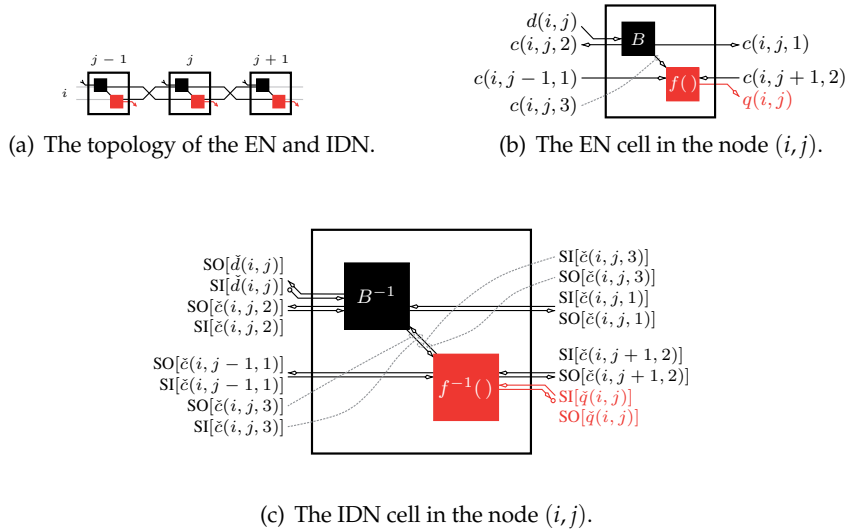 j − 1
j
j + 1
i
(a) The topology of the EN and IDN.
d(i, j)
c(i, j, 2)
B
c(i, j, 1)
c(i, j − 1, 1)
f()
c(i, j + 1, 2)
c(i, j, 3)
q(i, j)
(b) The EN cell in the node (i, j).
SO[ď(i, j)]
SI[ď(i, j)]
SO[č(i, j, 2)]
SI[č(i, j, 2)]
B⁻¹
SI[č(i, j, 3)]
SO[č(i, j, 3)]
SI[č(i, j, 1)]
SO[č(i, j, 1)]
SO[č(i, j − 1, 1)]
SI[č(i, j − 1, 1)]
SO[č(i, j, 3)]
SI[č(i, j, 3)]
f⁻¹()
SI[č(i, j + 1, 2)]
SO[č(i, j + 1, 2)]
SI[q̌(i, j)]
SO[q̌(i, j)]
(c) The IDN cell in the node (i, j).